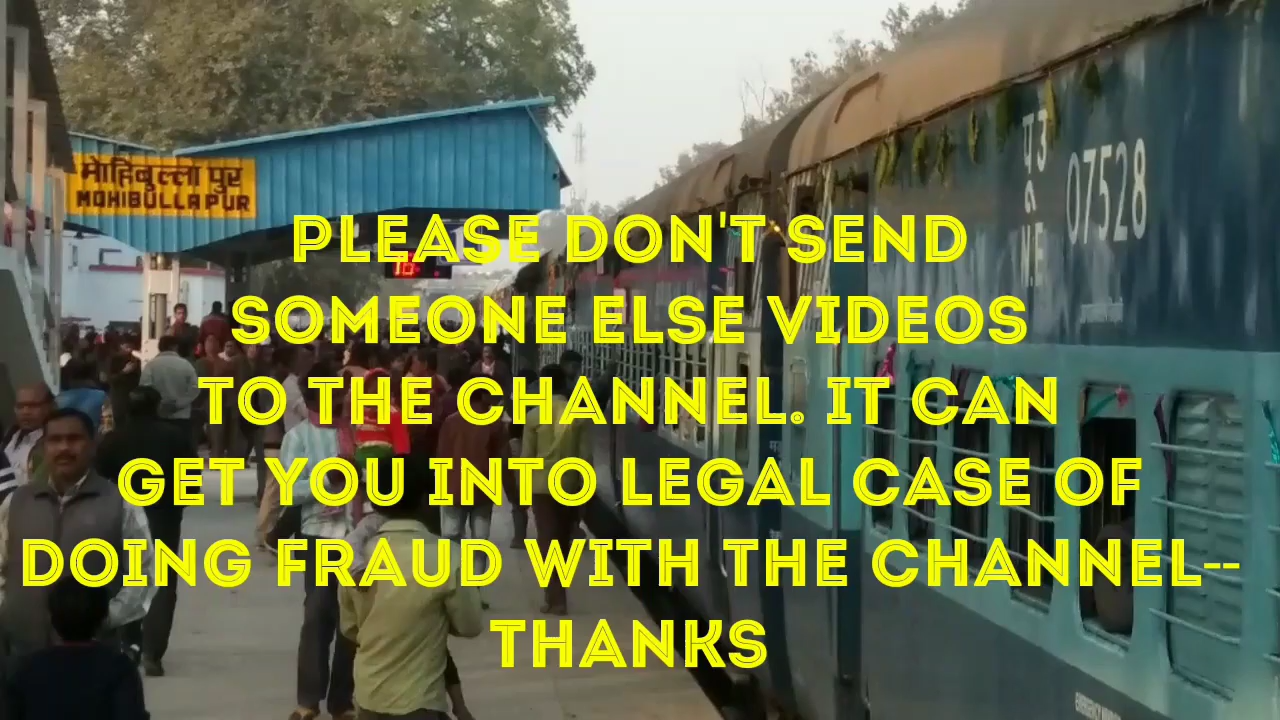 मोहिबुल्ला पुर
MOHIBULLAPUR
पू उ
07528
रे
N.E
PLEASE DON'T SEND
SOMEONE ELSE VIDEOS
TO THE CHANNEL. IT CAN
GET YOU INTO LEGAL CASE OF
DOING FRAUD WITH THE CHANNEL--
THANKS